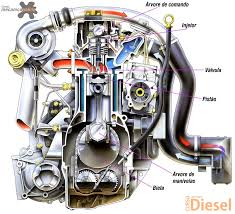 Árvore de comando
Injetor
Válvula
Pistão
Árvore de
manivelas
Biela
Diesel